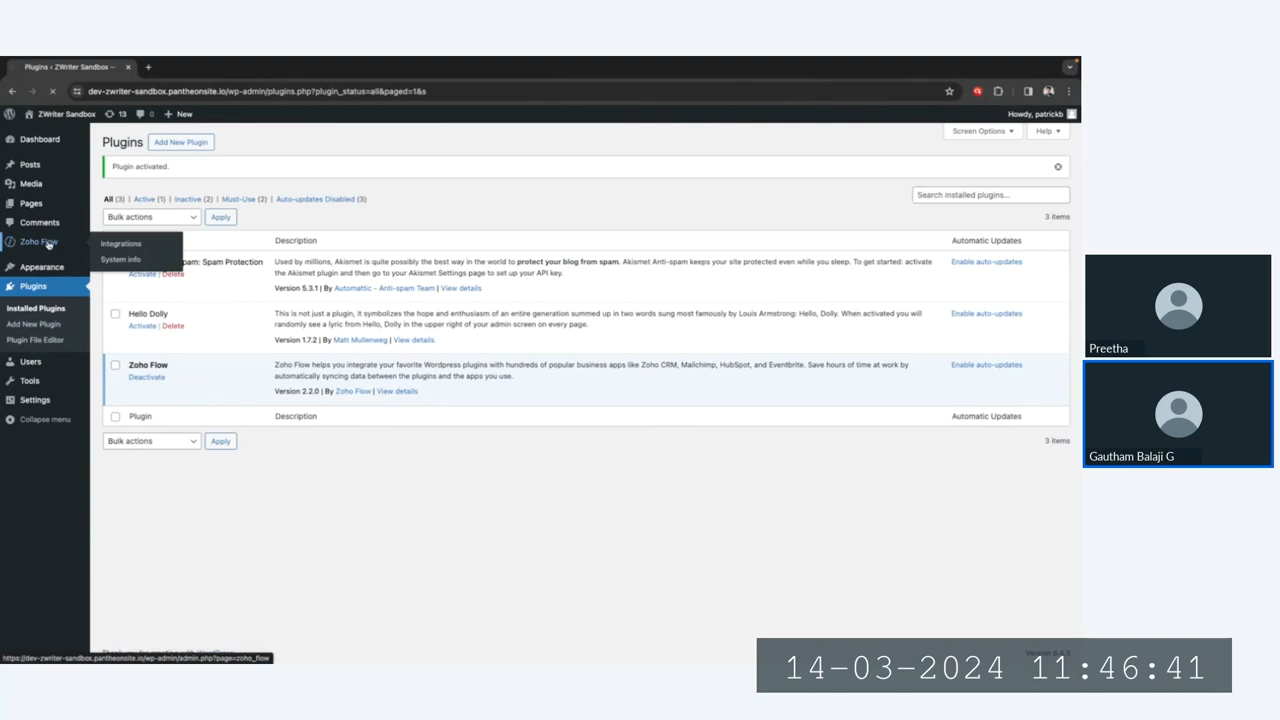 Plugins < ZWriter Sandbox —
dev-zwriter-sandbox.pantheonsite.io/wp-admin/plugins.php?plugin_status=all&paged=1&s
ZWriter Sandbox 13 0 New Howdy, patrickb
Dashboard
Posts
Media
Pages
Comments
Zoho Flow
Integrations
System info
Appearance
Plugins
Installed Plugins
Add New Plugin
Plugin File Editor
Users
Tools
Settings
Collapse menu
Plugins Add New Plugin Screen Options Help
Plugin activated.
All (3) | Active (1) | Inactive (2) | Must-Use (2) | Auto-updates Disabled (3)
Search installed plugins...
Bulk actions Apply 3 items
Description Automatic Updates
pam: Spam Protection
Activate | Delete
Used by millions, Akismet is quite possibly the best way in the world to protect your blog from spam. Akismet Anti-spam keeps your site protected even while you sleep. To get started: activate
the Akismet plugin and then go to your Akismet Settings page to set up your API key.
Version 5.3.1 | By Automattic - Anti-spam Team | View details
Enable auto-updates
Hello Dolly
Activate | Delete
This is not just a plugin, it symbolizes the hope and enthusiasm of an entire generation summed up in two words sung most famously by Louis Armstrong: Hello, Dolly. When activated you will
randomly see a lyric from Hello, Dolly in the upper right of your admin screen on every page.
Version 1.7.2 | By Matt Mullenweg | View details
Enable auto-updates
Zoho Flow
Deactivate
Zoho Flow helps you integrate your favorite Wordpress plugins with hundreds of popular business apps like Zoho CRM, Mailchimp, HubSpot, and Eventbrite. Save hours of time at work by
automatically syncing data between the plugins and the apps you use.
Version 2.2.0 | By Zoho Flow | View details
Enable auto-updates
Plugin Description Automatic Updates
Bulk actions Apply 3 items
https://dev-zwriter-sandbox.pantheonsite.io/wp-admin/admin.php?page=zoho_flow
Preetha
Gautham Balaji G
14-03-2024 11:46:41